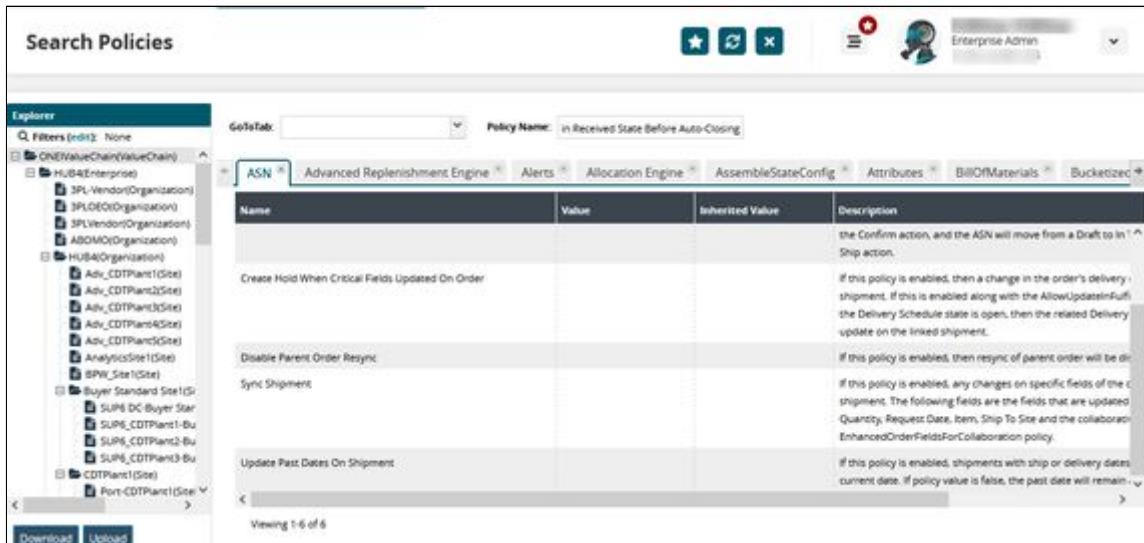 Search Policies
Enterprise Admin
Explorer
Filters (edit): None
ONEValueChain(ValueChain)
HUB4(Enterprise)
3PL-Vendor(Organization)
3PLOEO(Organization)
3PLVendor(Organization)
ABOMO(Organization)
HUB4(Organization)
Adv_CDTPlant1(Site)
Adv_CDTPlant2(Site)
Adv_CDTPlant3(Site)
Adv_CDTPlant4(Site)
Adv_CDTPlant5(Site)
AnalyticsSite1(Site)
BPW_Site1(Site)
Buyer Standard Site1(Si
SUP6 DC-Buyer Star
SUP6_CDTPlant1-Bu
SUP6_CDTPlant2-Bu
SUP6_CDTPlant3-Bu
CDTPlant1(Site)
Port-CDTPlant1(Site)
Download Upload
GoToTab: Policy Name: in Received State Before Auto-Closing
ASN Advanced Replenishment Engine Alerts Allocation Engine AssembleStateConfig Attributes BillOfMaterials Bucketized
Name Value Inherited Value Description
the Confirm action, and the ASN will move from a Draft to In
Ship action.
Create Hold When Critical Fields Updated On Order
If this policy is enabled, then a change in the order's delivery
shipment. If this is enabled along with the AllowUpdateInFulfi
the Delivery Schedule state is open, then the related Delivery
update on the linked shipment.
Disable Parent Order Resync
If this policy is enabled, then resync of parent order will be di
Sync Shipment
If this policy is enabled, any changes on specific fields of the
shipment. The following fields are the fields that are updated
Quantity, Request Date, Item, Ship To Site and the collaborati
EnhancedOrderFieldsForCollaboration policy.
Update Past Dates On Shipment
If this policy is enabled, shipments with ship or delivery dates
current date. If policy value is false, the past date will remain
Viewing 1-6 of 6